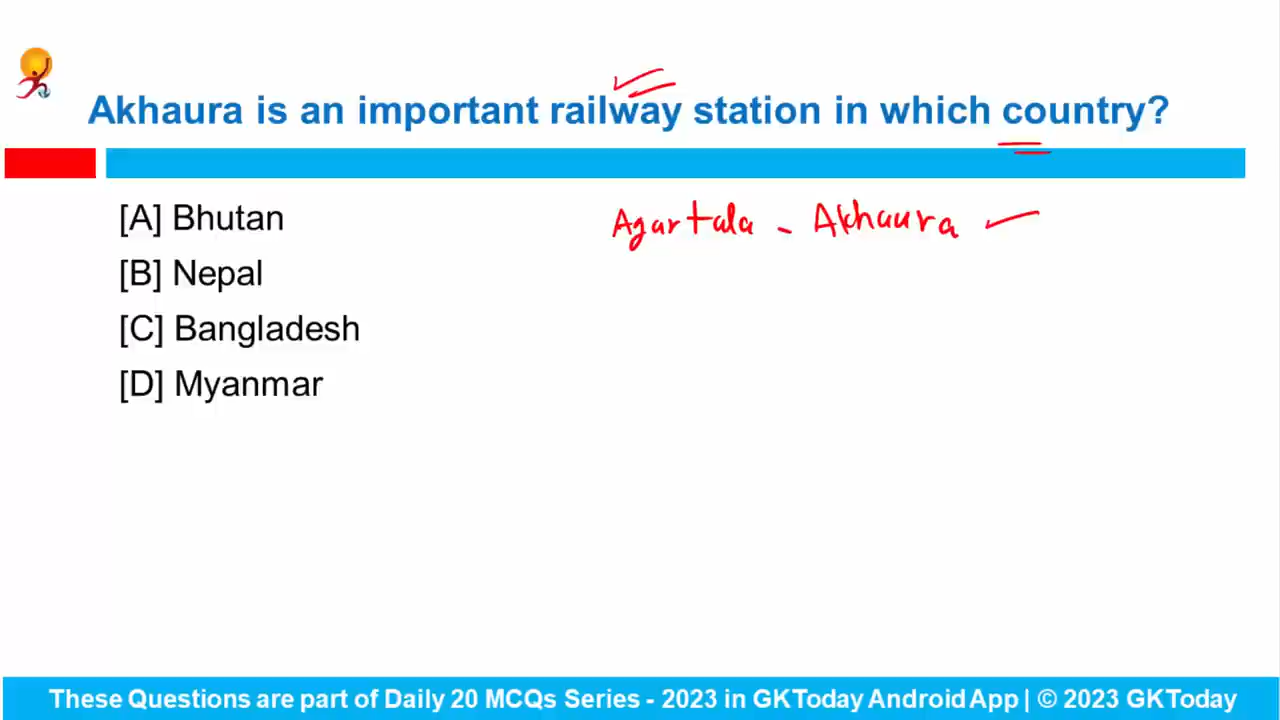 Akhaura is an important railway station in which country?
[A] Bhutan
Agartala - Akhaura
[B] Nepal
[C] Bangladesh
[D] Myanmar
These Questions are part of Daily 20 MCQs Series - 2023 in GKToday Android App | © 2023 GKToday